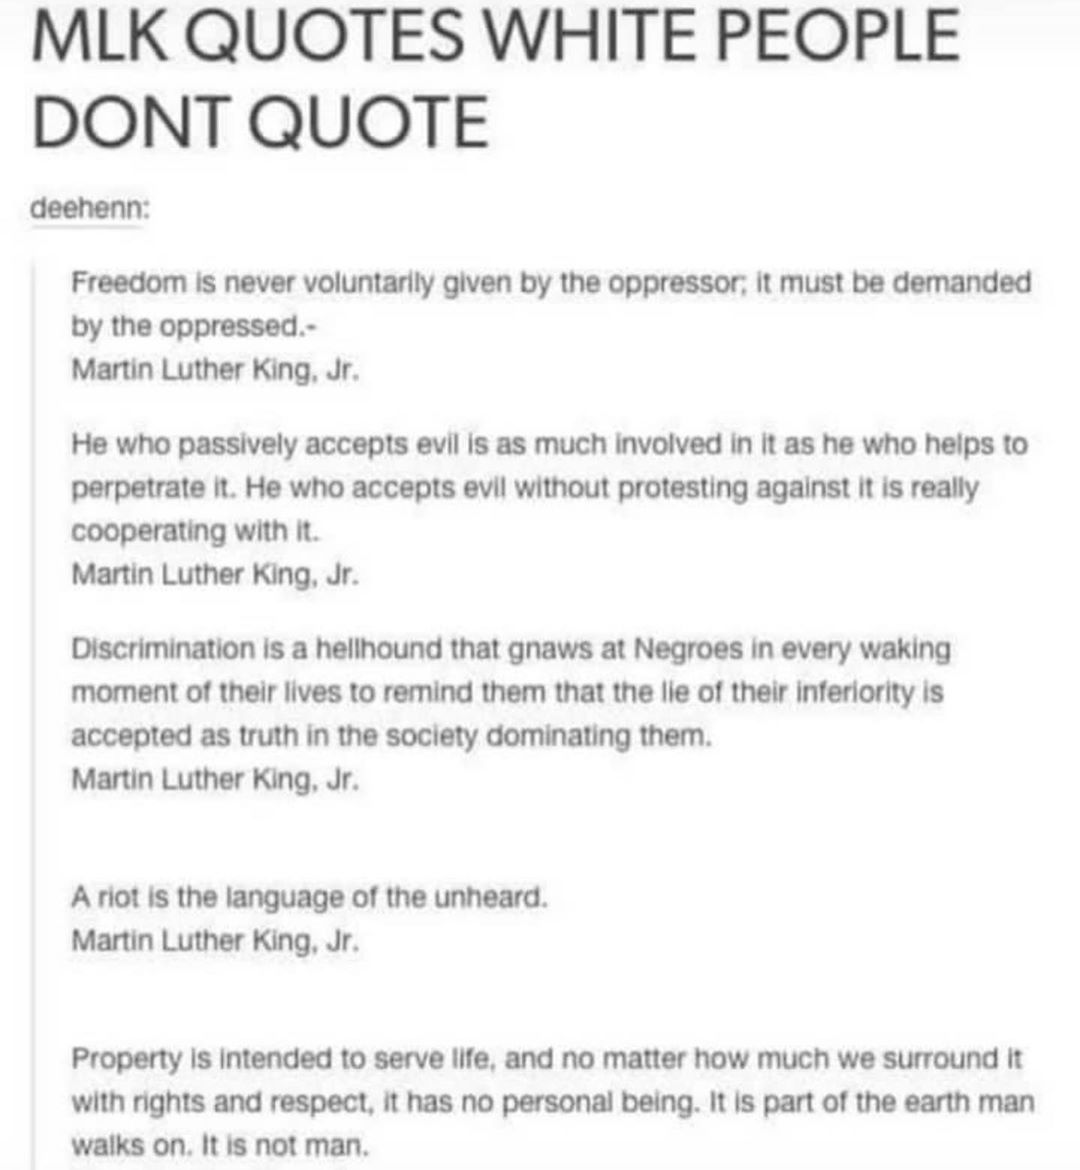 MLK QUOTES WHITE PEOPLE
DONT QUOTE
deehenn:
Freedom is never voluntarily given by the oppressor; it must be demanded
by the oppressed.-
Martin Luther King, Jr.
He who passively accepts evil is as much involved in it as he who helps to
perpetrate it. He who accepts evil without protesting against it is really
cooperating with it.
Martin Luther King, Jr.
Discrimination is a hellhound that gnaws at Negroes in every waking
moment of their lives to remind them that the lie of their inferiority is
accepted as truth in the society dominating them.
Martin Luther King, Jr.
A riot is the language of the unheard.
Martin Luther King, Jr.
Property is intended to serve life, and no matter how much we surround it
with rights and respect, it has no personal being. It is part of the earth man
walks on. It is not man.